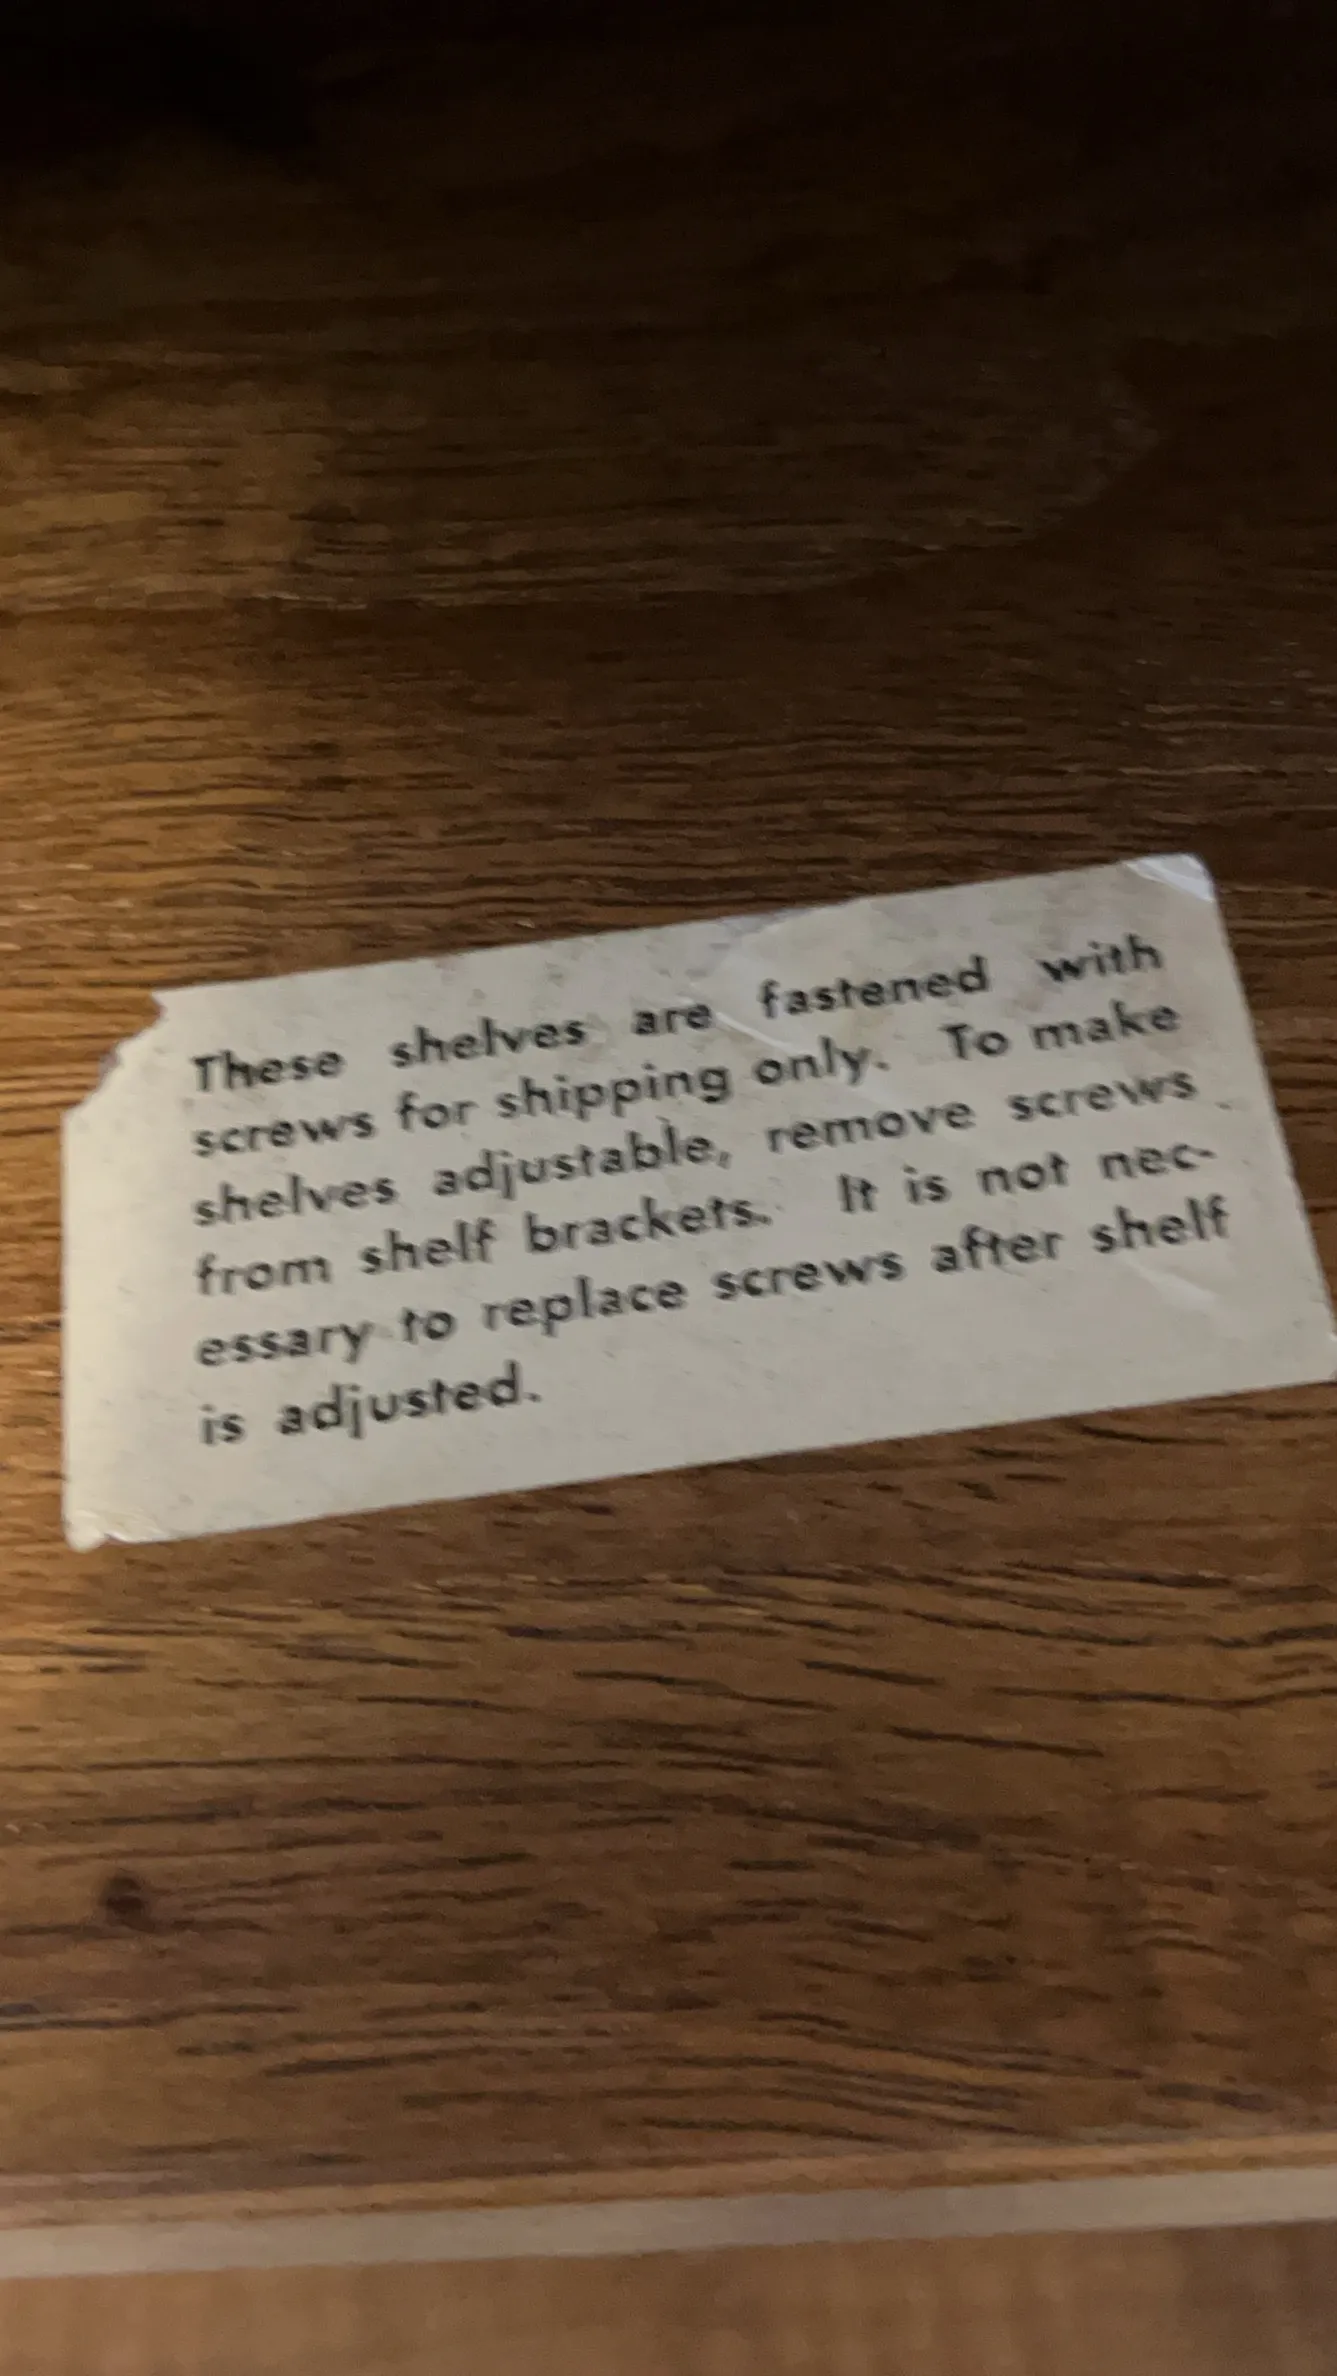 These shelves are fastened with
screws for shipping only. To make
shelves adjustable, remove screws
from shelf brackets. It is not nec-
essary to replace screws after shelf
is adjusted.